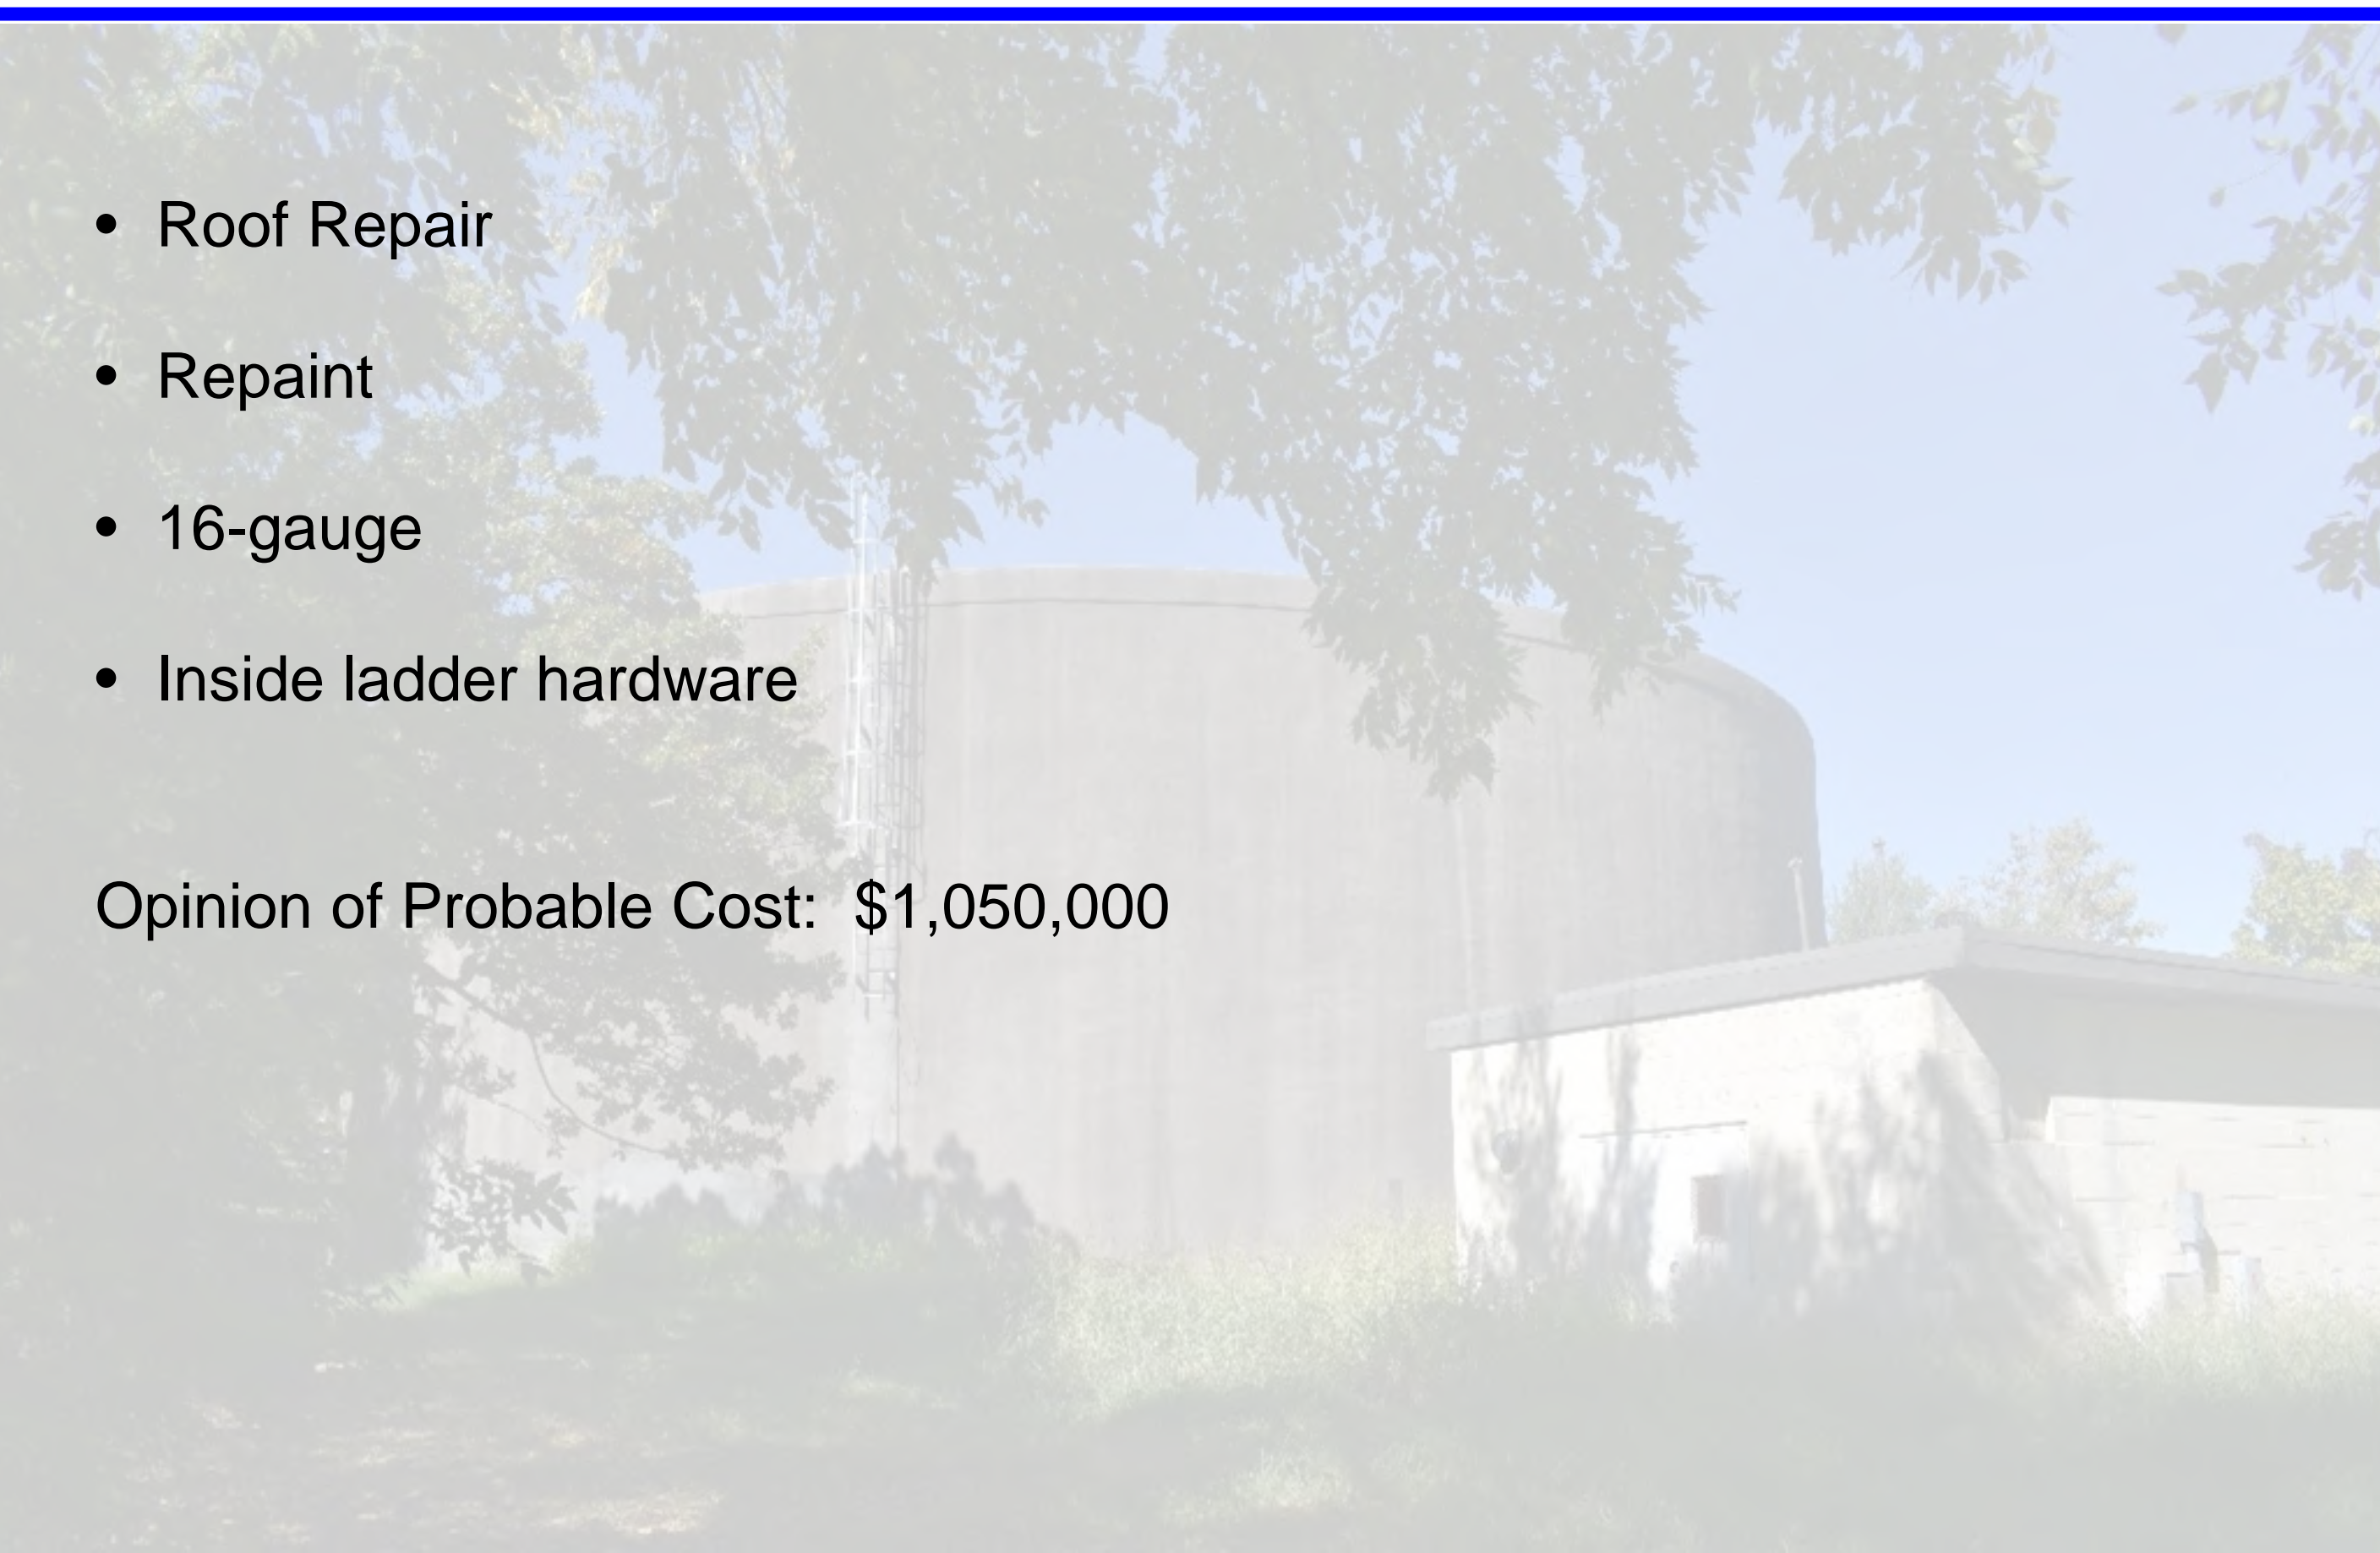 • Roof Repair
• Repaint
• 16-gauge
• Inside ladder hardware
Opinion of Probable Cost:  $1,050,000